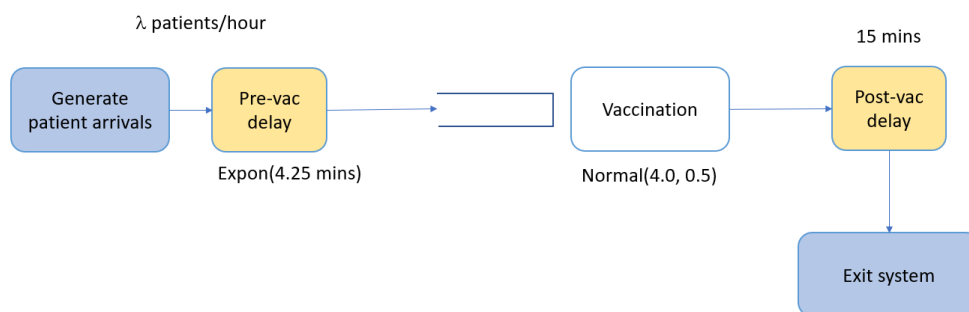 λ patients/hour
15 mins
Generate
patient arrivals
Pre-vac
delay
Vaccination
Post-vac
delay
Expon(4.25 mins)
Normal(4.0, 0.5)
Exit system